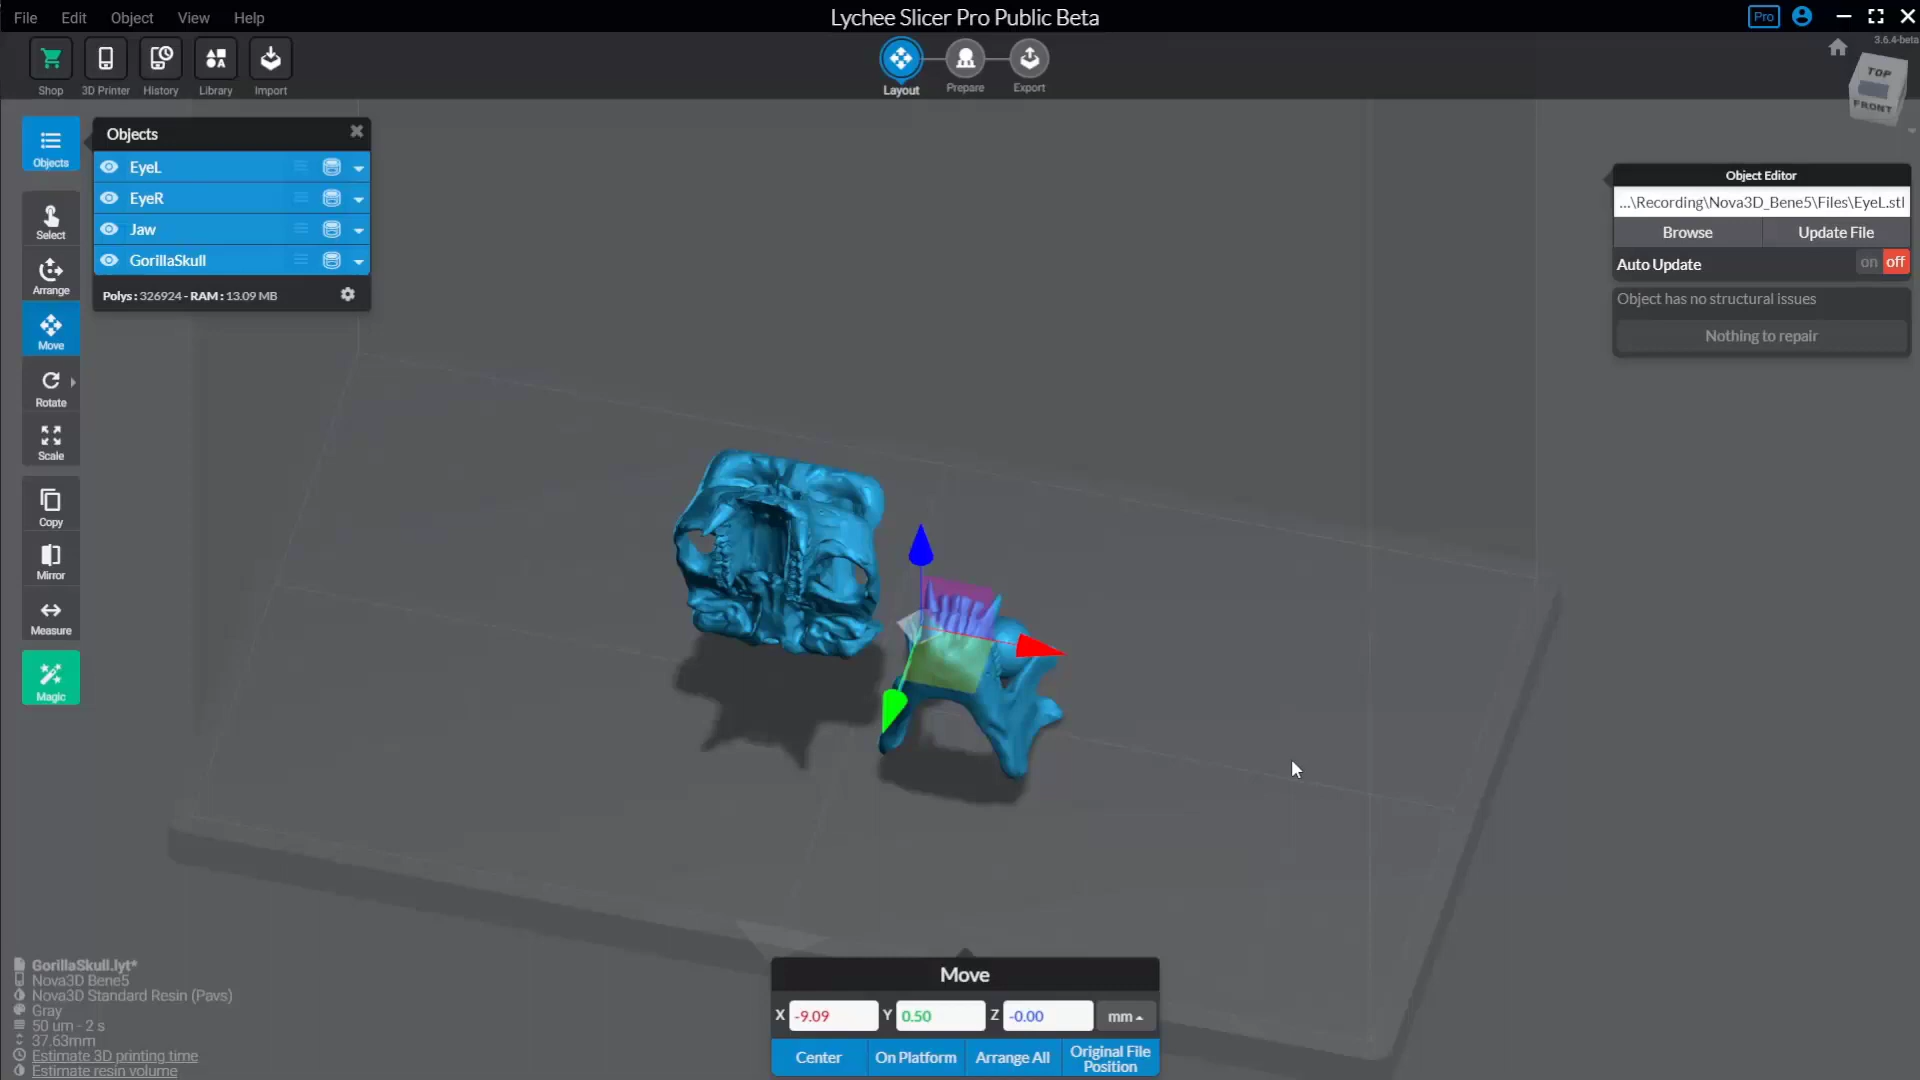 File Edit Object View Help
Lychee Slicer Pro Public Beta
Pro
3.6.4-beta
Shop 3D Printer History Library Import
Layout Prepare Export
TOP
FRONT
Objects
Objects
EyeL
EyeR
Jaw
GorillaSkull
Polys : 326924 - RAM : 13.09 MB
Select
Arrange
Move
Rotate
Scale
Copy
Mirror
Measure
Magic
Object Editor
...\Recording\Nova3D_Bene5\Files\EyeL.stl
Browse Update File
Auto Update on off
Object has no structural issues
Nothing to repair
GorillaSkull.lyt*
Nova3D Bene5
Nova3D Standard Resin (Pavs)
Gray
50 um - 2 s
37.63mm
Estimate 3D printing time
Estimate resin volume
Move
X -9.09 Y 0.50 Z -0.00 mm
Center On Platform Arrange All Original File
Position